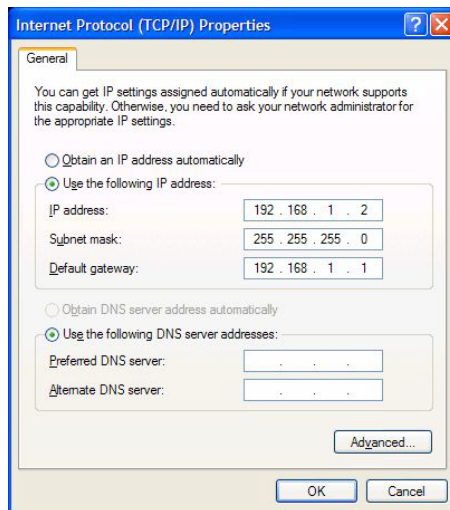 Internet Protocol (TCP/IP) Properties
General
You can get IP settings assigned automatically if your network supports
this capability. Otherwise, you need to ask your network administrator for
the appropriate IP settings.
Obtain an IP address automatically
Use the following IP address:
IP address: 192 . 168 . 1 . 2
Subnet mask: 255 . 255 . 255 . 0
Default gateway: 192 . 168 . 1 . 1
Obtain DNS server address automatically
Use the following DNS server addresses:
Preferred DNS server: . . .
Alternate DNS server: . . .
Advanced...
OK Cancel